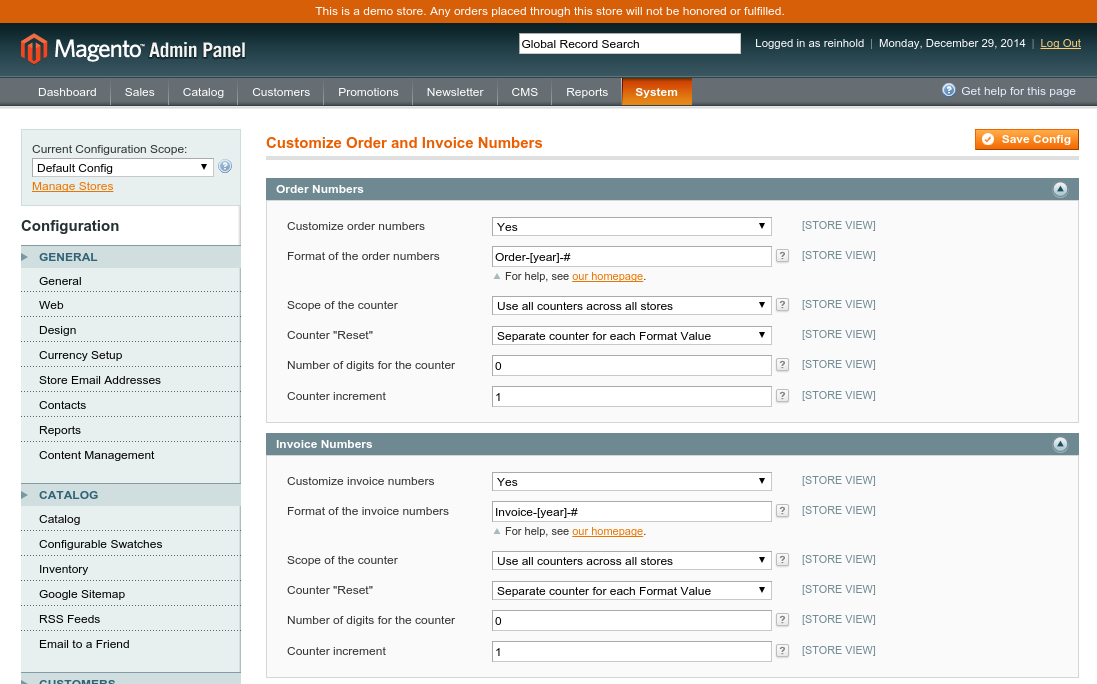 This is a demo store. Any orders placed through this store will not be honored or fulfilled.
Magento Admin Panel
Global Record Search
Logged in as reinhold | Monday, December 29, 2014 | Log Out
Dashboard Sales Catalog Customers Promotions Newsletter CMS Reports System
Get help for this page
Current Configuration Scope:
Default Config
Manage Stores
Configuration
GENERAL
General
Web
Design
Currency Setup
Store Email Addresses
Contacts
Reports
Content Management
CATALOG
Catalog
Configurable Swatches
Inventory
Google Sitemap
RSS Feeds
Email to a Friend
CUSTOMERS
Customize Order and Invoice Numbers
Save Config
Order Numbers
Customize order numbers Yes [STORE VIEW]
Format of the order numbers Order-[year]-# ? [STORE VIEW]
For help, see our homepage.
Scope of the counter Use all counters across all stores ? [STORE VIEW]
Counter "Reset" Separate counter for each Format Value [STORE VIEW]
Number of digits for the counter 0 ? [STORE VIEW]
Counter increment 1 ? [STORE VIEW]
Invoice Numbers
Customize invoice numbers Yes [STORE VIEW]
Format of the invoice numbers Invoice-[year]-# ? [STORE VIEW]
For help, see our homepage.
Scope of the counter Use all counters across all stores ? [STORE VIEW]
Counter "Reset" Separate counter for each Format Value [STORE VIEW]
Number of digits for the counter 0 ? [STORE VIEW]
Counter increment 1 ? [STORE VIEW]